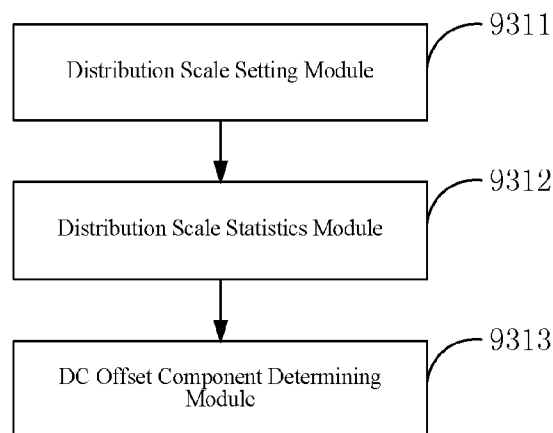 9311
Distribution Scale Setting Module
9312
Distribution Scale Statistics Module
9313
DC Offset Component Determining
Module